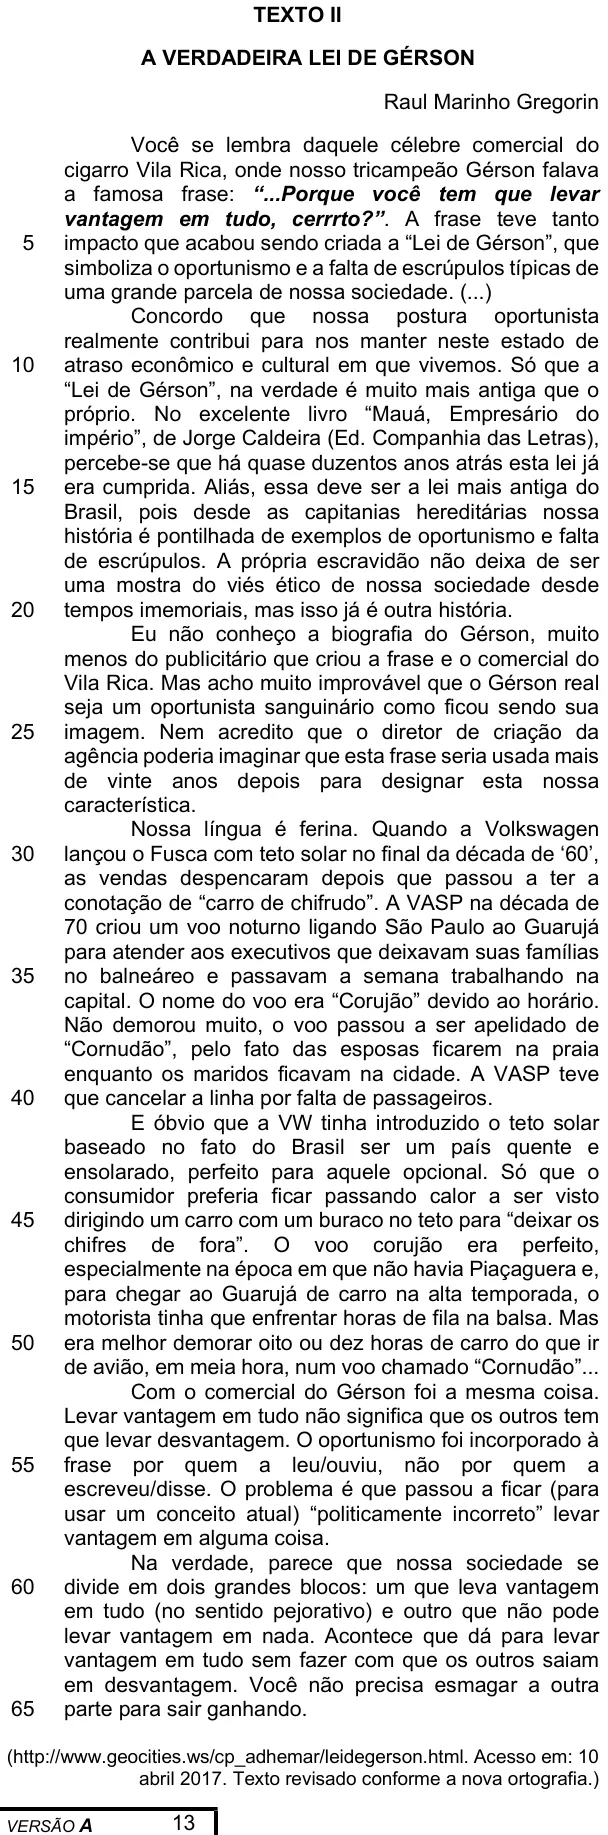 TEXTO II
A VERDADEIRA LEI DE GÉRSON
Raul Marinho Gregorin
Você se lembra daquele célebre comercial do
cigarro Vila Rica, onde nosso tricampeão Gérson falava
a famosa frase: “...Porque você tem que levar
vantagem em tudo, cerrrto?”. A frase teve tanto
5 impacto que acabou sendo criada a “Lei de Gérson”, que
simboliza o oportunismo e a falta de escrúpulos típicas de
uma grande parcela de nossa sociedade. (...)
Concordo que nossa postura oportunista
realmente contribui para nos manter neste estado de
10 atraso econômico e cultural em que vivemos. Só que a
“Lei de Gérson”, na verdade é muito mais antiga que o
próprio. No excelente livro “Mauá, Empresário do
império”, de Jorge Caldeira (Ed. Companhia das Letras),
percebe-se que há quase duzentos anos atrás esta lei já
15 era cumprida. Aliás, essa deve ser a lei mais antiga do
Brasil, pois desde as capitanias hereditárias nossa
história é pontilhada de exemplos de oportunismo e falta
de escrúpulos. A própria escravidão não deixa de ser
uma mostra do viés ético de nossa sociedade desde
20 tempos imemoriais, mas isso já é outra história.
Eu não conheço a biografia do Gérson, muito
menos do publicitário que criou a frase e o comercial do
Vila Rica. Mas acho muito improvável que o Gérson real
seja um oportunista sanguinário como ficou sendo sua
25 imagem. Nem acredito que o diretor de criação da
agência poderia imaginar que esta frase seria usada mais
de vinte anos depois para designar esta nossa
característica.
Nossa língua é ferina. Quando a Volkswagen
30 lançou o Fusca com teto solar no final da década de ‘60’,
as vendas despencaram depois que passou a ter a
conotação de “carro de chifrudo”. A VASP na década de
70 criou um voo noturno ligando São Paulo ao Guarujá
para atender aos executivos que deixavam suas famílias
35 no balneáreo e passavam a semana trabalhando na
capital. O nome do voo era “Corujão” devido ao horário.
Não demorou muito, o voo passou a ser apelidado de
“Cornudão”, pelo fato das esposas ficarem na praia
enquanto os maridos ficavam na cidade. A VASP teve
40 que cancelar a linha por falta de passageiros.
E óbvio que a VW tinha introduzido o teto solar
baseado no fato do Brasil ser um país quente e
ensolarado, perfeito para aquele opcional. Só que o
consumidor preferia ficar passando calor a ser visto
45 dirigindo um carro com um buraco no teto para “deixar os
chifres de fora”. O voo corujão era perfeito,
especialmente na época em que não havia Piaçaguera e,
para chegar ao Guarujá de carro na alta temporada, o
motorista tinha que enfrentar horas de fila na balsa. Mas
50 era melhor demorar oito ou dez horas de carro do que ir
de avião, em meia hora, num voo chamado “Cornudão”...
Com o comercial do Gérson foi a mesma coisa.
Levar vantagem em tudo não significa que os outros tem
que levar desvantagem. O oportunismo foi incorporado à
55 frase por quem a leu/ouviu, não por quem a
escreveu/disse. O problema é que passou a ficar (para
usar um conceito atual) “politicamente incorreto” levar
vantagem em alguma coisa.
Na verdade, parece que nossa sociedade se
60 divide em dois grandes blocos: um que leva vantagem
em tudo (no sentido pejorativo) e outro que não pode
levar vantagem em nada. Acontece que dá para levar
vantagem em tudo sem fazer com que os outros saiam
em desvantagem. Você não precisa esmagar a outra
65 parte para sair ganhando.
(http://www.geocities.ws/cp_adhemar/leidegerson.html. Acesso em: 10
abril 2017. Texto revisado conforme a nova ortografia.)
VERSÃO A 13